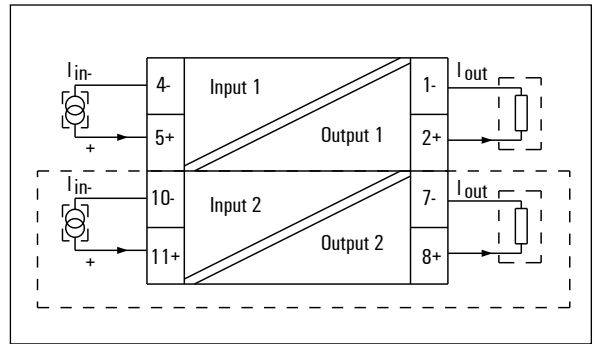 I in-
4-
Input 1
1-
I out
5+
+
Output 1
2+
I in-
10-
Input 2
7-
I out
11+
+
Output 2
8+